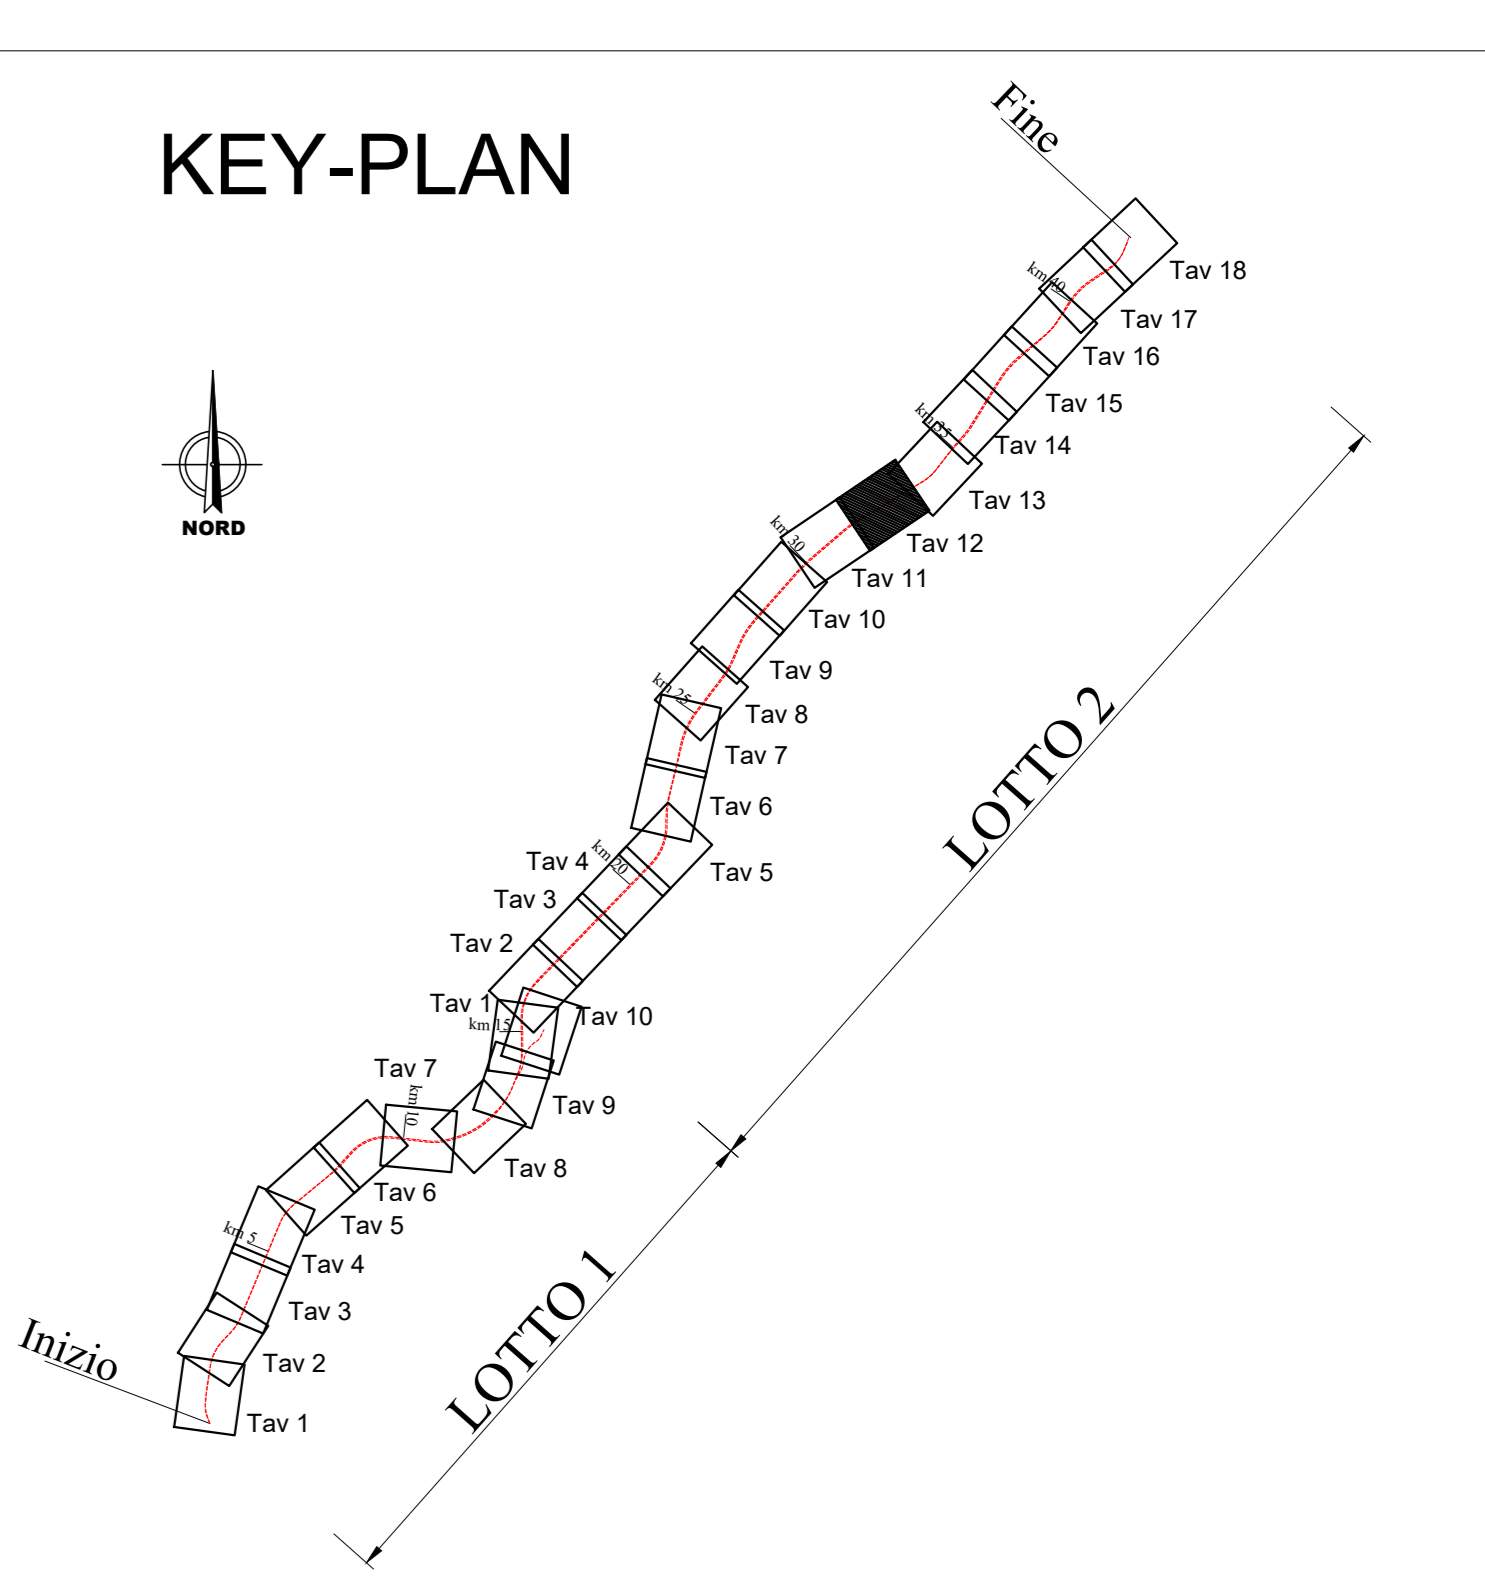 KEY-PLAN
Fine
NORD
Tav 18
km 40
Tav 17
Tav 16
Tav 15
km 35
Tav 14
Tav 13
Tav 12
km 30
Tav 11
Tav 10
Tav 9
km 25
Tav 8
Tav 7
Tav 6
Tav 5
km 20
Tav 4
Tav 3
Tav 2
Tav 1
LOTTO 2
km 15
Tav 10
Tav 9
Tav 8
Tav 7
km 10
Tav 6
Tav 5
km 5
Tav 4
Tav 3
Tav 2
Tav 1
Inizio
LOTTO 1